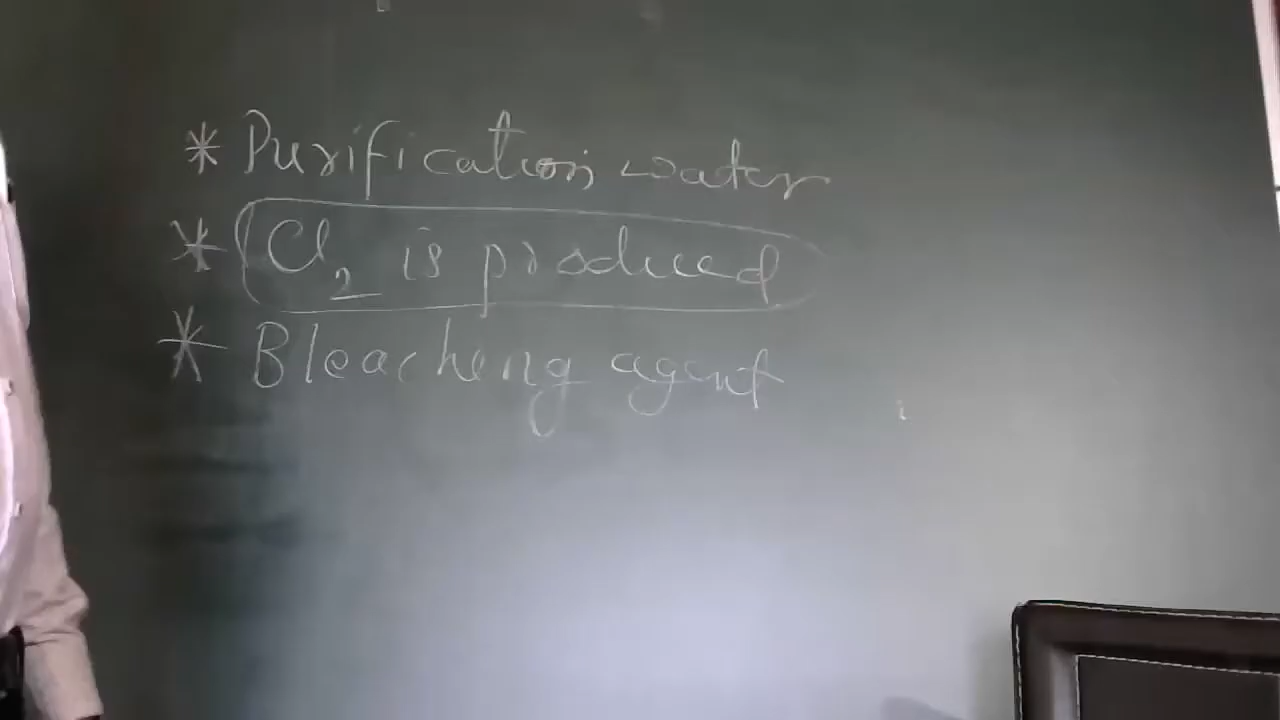 * Purification water
* Cl₂ is produced
* Bleaching agent